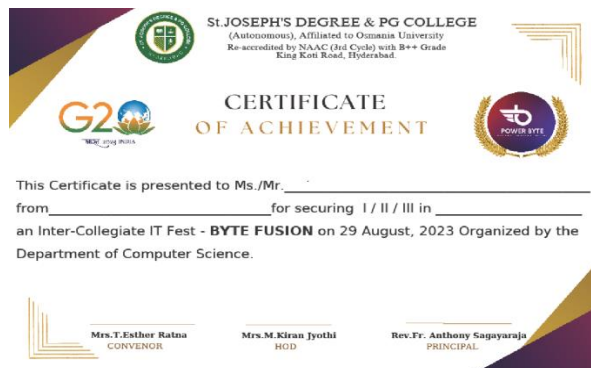 St.JOSEPH'S DEGREE & PG COLLEGE
(Autonomous), Affiliated to Osmania University
Re-accredited by NAAC (3rd Cycle) with B++ Grade
King Koti Road, Hyderabad.
G20
CERTIFICATE
OF ACHIEVEMENT
POWER BYTE
This Certificate is presented to Ms./Mr.
from for securing I / II / III in
an Inter-Collegiate IT Fest - BYTE FUSION on 29 August, 2023 Organized by the
Department of Computer Science.
Mrs.T.Esther Ratna
CONVENOR
Mrs.M.Kiran Jyothi
HOD
Rev.Fr. Anthony Sagayaraja
PRINCIPAL